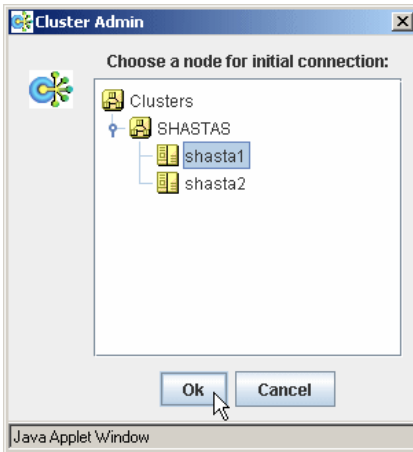 Cluster Admin
Choose a node for initial connection:
Clusters
SHASTAS
shasta1
shasta2
Ok
Cancel
Java Applet Window